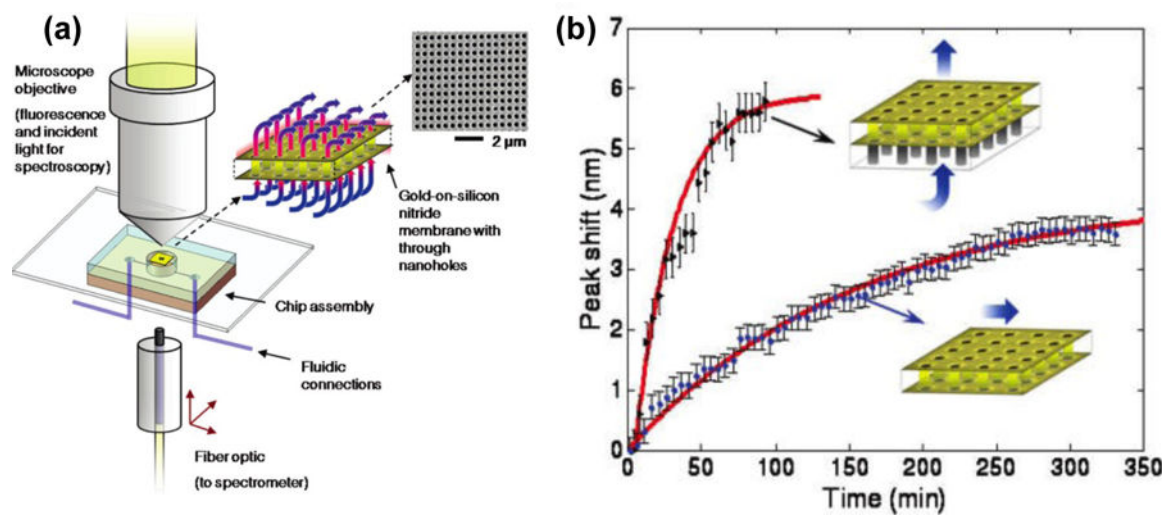 (a)
Microscope
objective
(fluorescence
and incident
light for
spectroscopy)
2 μm
Gold-on-silicon
nitride
membrane with
through
nanoholes
Chip assembly
Fluidic
connections
Fiber optic
(to spectrometer)
(b)
7
6
5
4
3
2
1
0
Peak shift (nm)
0 50 100 150 200 250 300 350
Time (min)